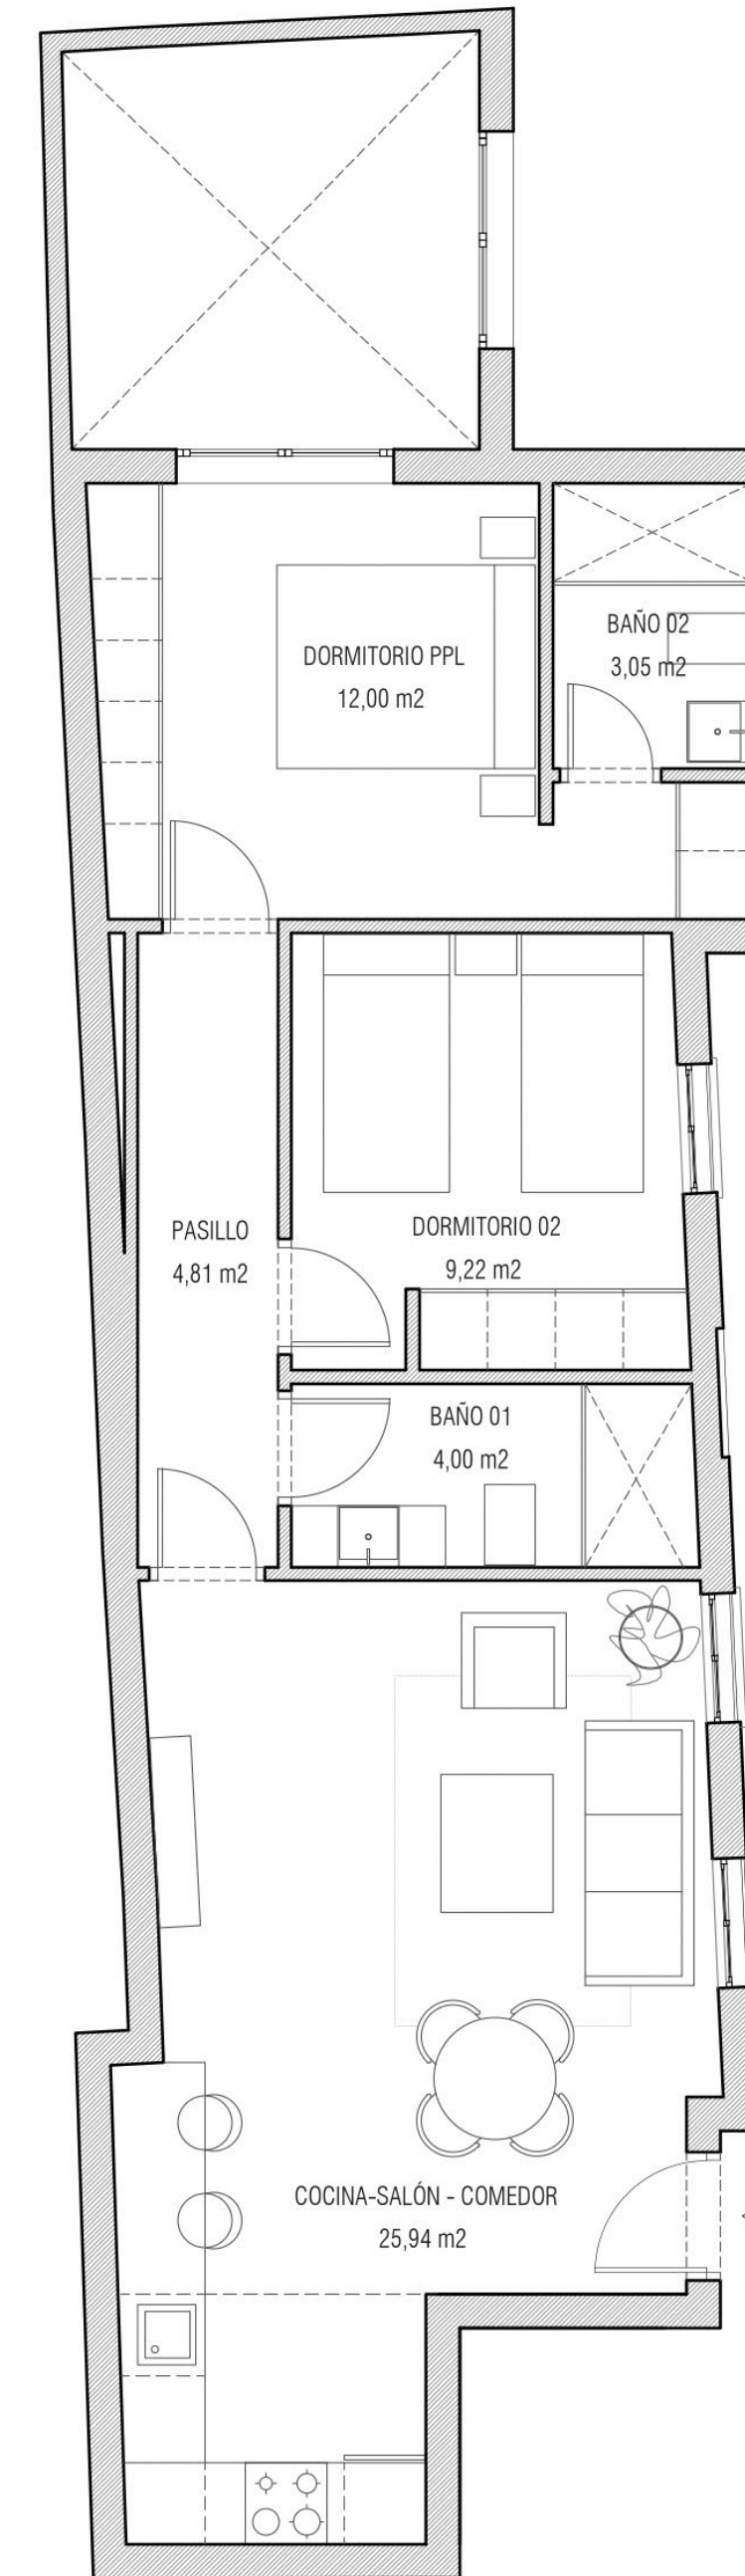 DORMITORIO PPL
12,00 m2
BAÑO 02
3,05 m2
PASILLO
4,81 m2
DORMITORIO 02
9,22 m2
BAÑO 01
4,00 m2
COCINA-SALÓN - COMEDOR
25,94 m2